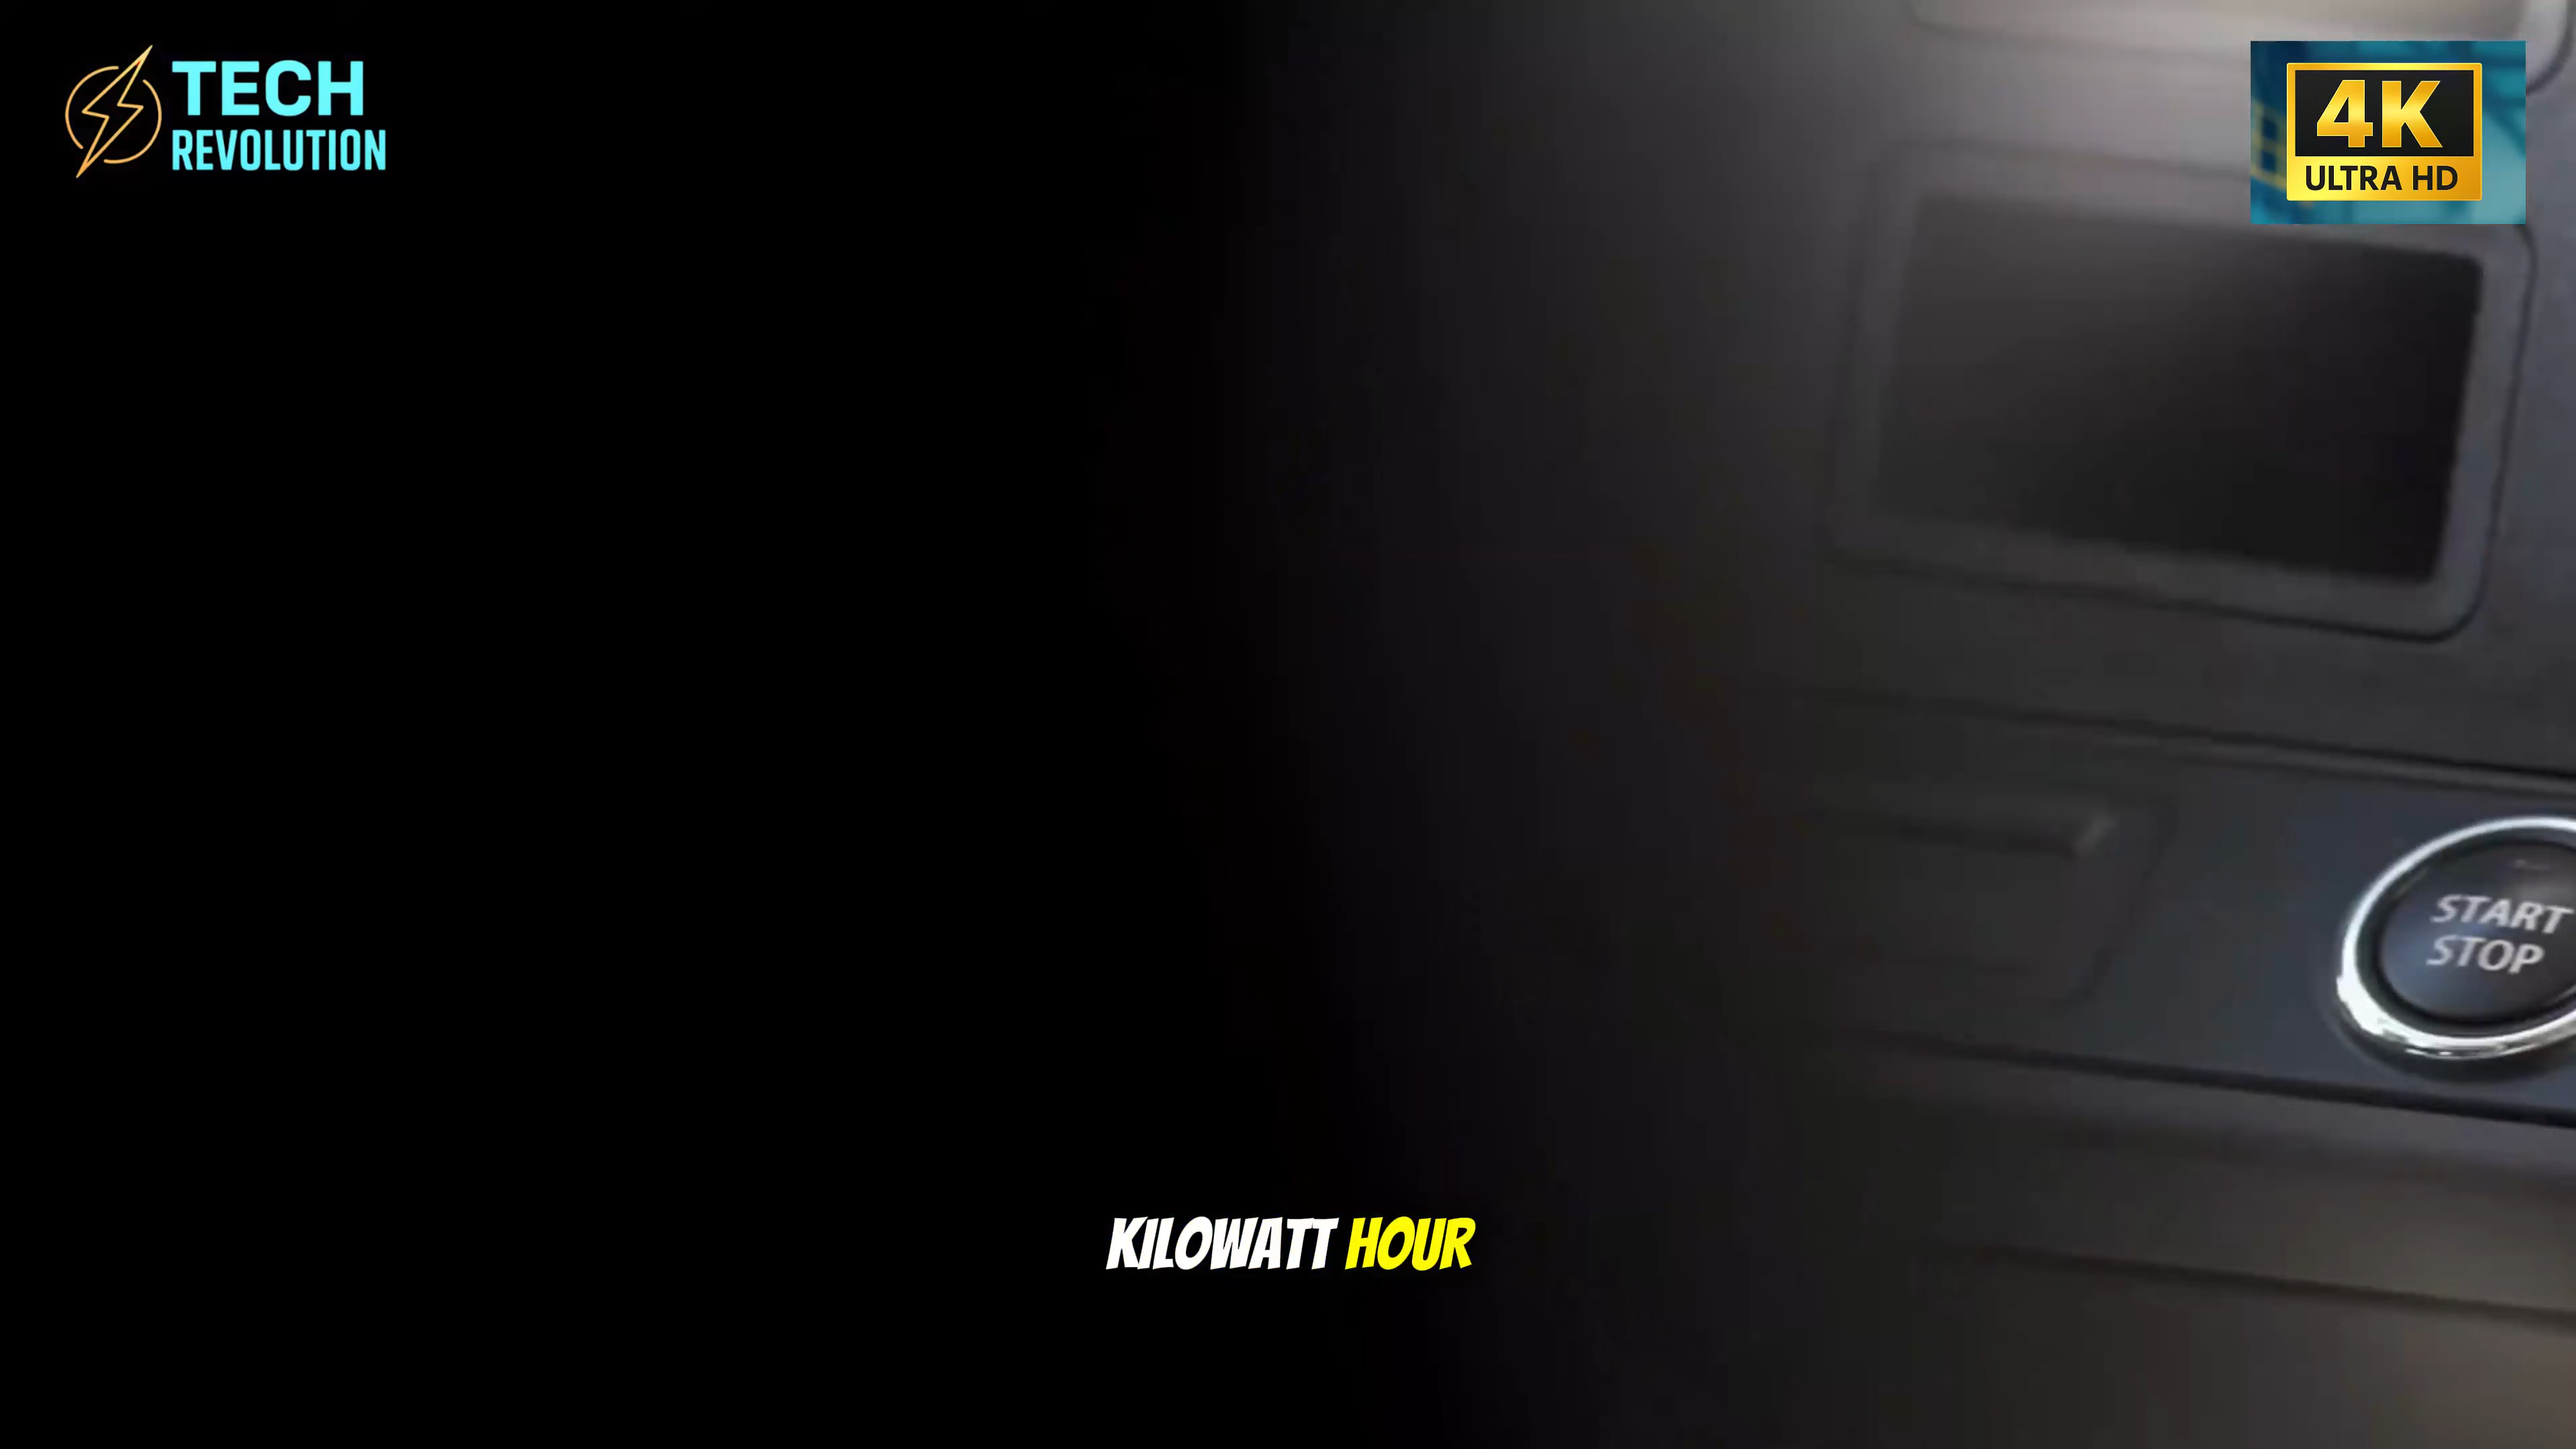 TECH
REVOLUTION
4K
ULTRA HD
START
STOP
KILOWATT HOUR